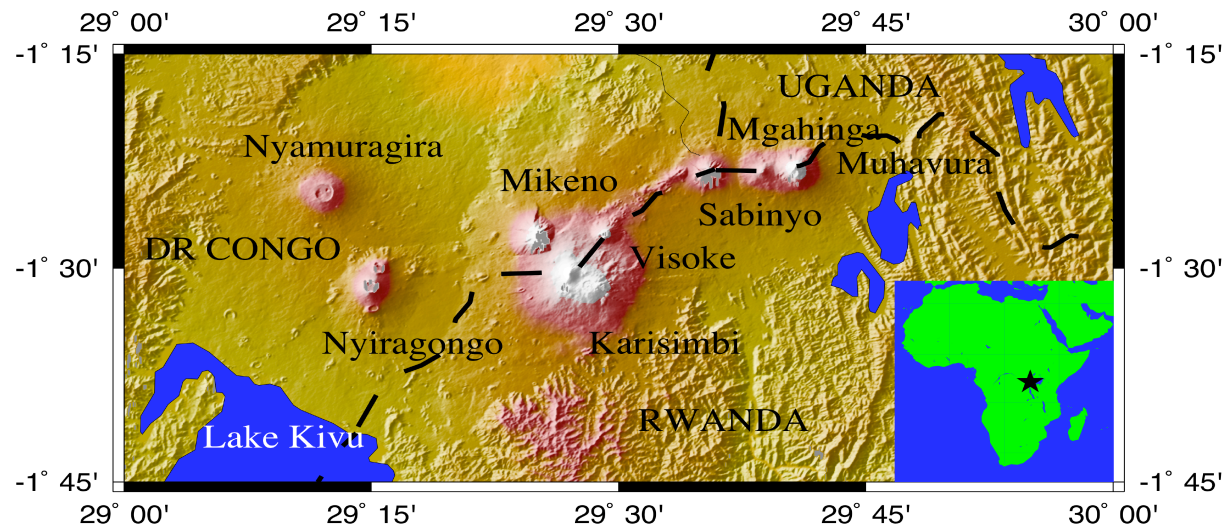 29° 00' 29° 15' 29° 30' 29° 45' 30° 00'
-1° 15' -1° 15'
UGANDA
Mgahinga
Nyamuragira
Muhavura
Mikeno
Sabinyo
DR CONGO
Visoke
-1° 30' -1° 30'
Nyiragongo
Karisimbi
RWANDA
Lake Kivu
-1° 45' -1° 45'
29° 00' 29° 15' 29° 30' 29° 45' 30° 00'